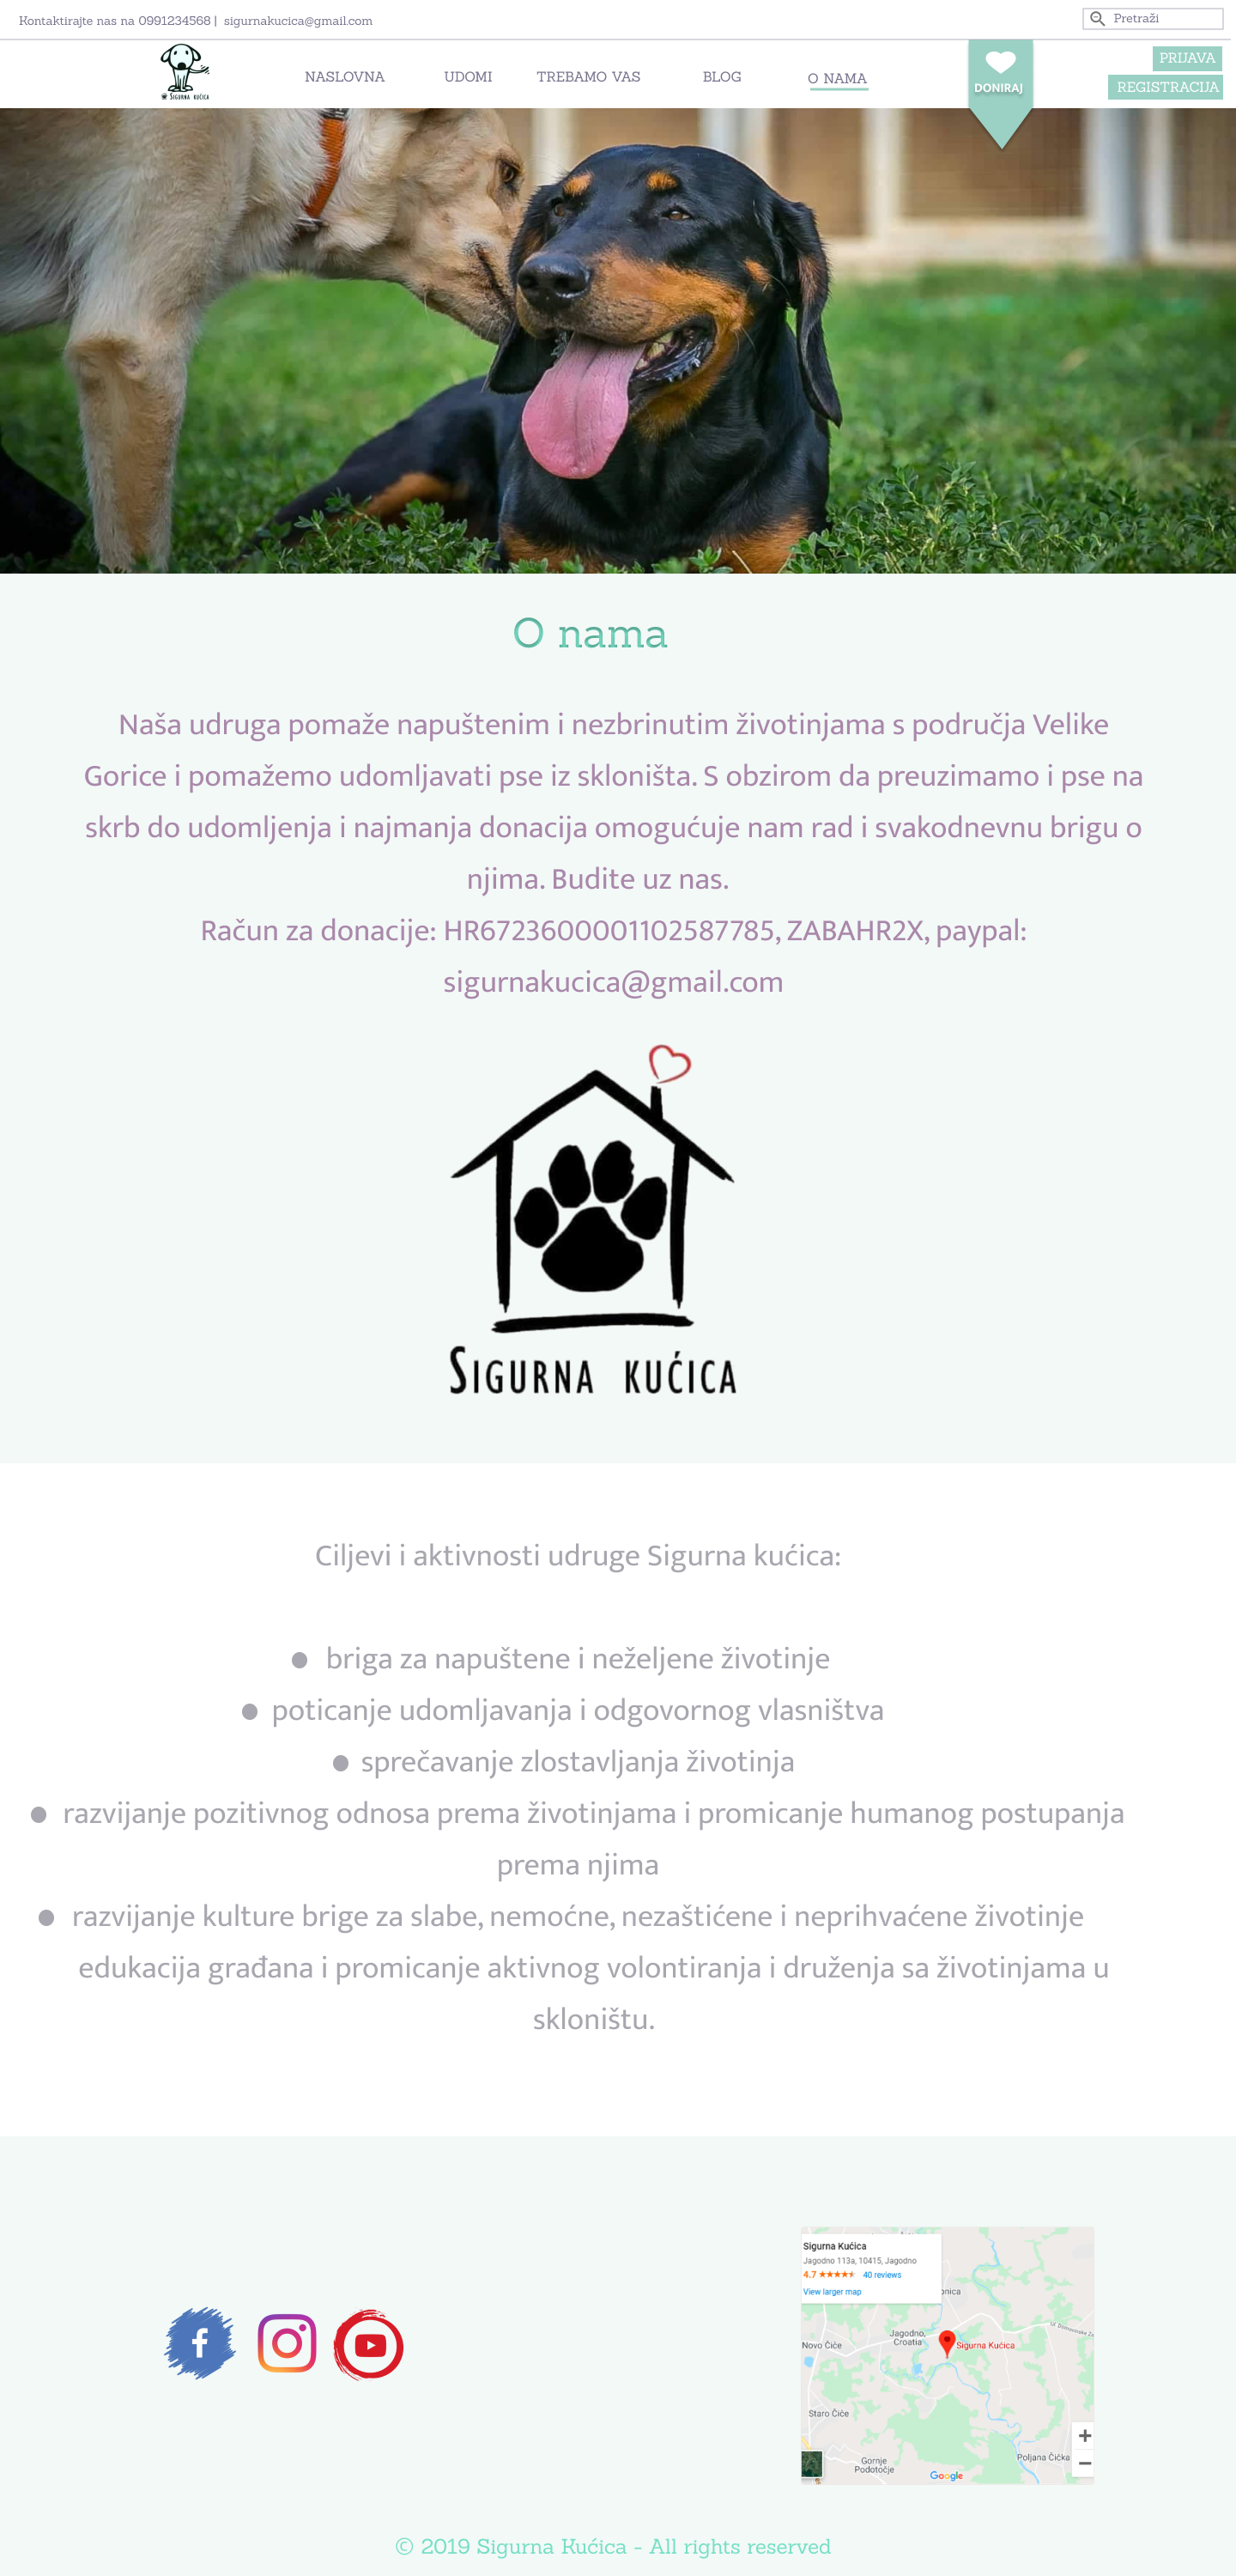 Kontaktirajte nas na 0991234568 | sigurnakucica@gmail.com
Pretraži
SIGURNA KUĆICA
NASLOVNA
UDOMI
TREBAMO VAS
BLOG
O NAMA
DONIRAJ
PRIJAVA
REGISTRACIJA
O nama
Naša udruga pomaže napuštenim i nezbrinutim životinjama s područja Velike
Gorice i pomažemo udomljavati pse iz skloništa. S obzirom da preuzimamo i pse na
skrb do udomljenja i najmanja donacija omogućuje nam rad i svakodnevnu brigu o
njima. Budite uz nas.
Račun za donacije: HR6723600001102587785, ZABAHR2X, paypal:
sigurnakucica@gmail.com
SIGURNA KUĆICA
Ciljevi i aktivnosti udruge Sigurna kućica:
● briga za napuštene i neželjene životinje
● poticanje udomljavanja i odgovornog vlasništva
● sprečavanje zlostavljanja životinja
● razvijanje pozitivnog odnosa prema životinjama i promicanje humanog postupanja
prema njima
● razvijanje kulture brige za slabe, nemoćne, nezaštićene i neprihvaćene životinje
edukacija građana i promicanje aktivnog volontiranja i druženja sa životinjama u
skloništu.
Sigurna Kućica
Jagodno 113a, 10415, Jagodno
4.7 ★★★★★ 40 reviews
View larger map
onica
Novo Čiče
Jagodno,
Croatia
Sigurna Kućica
Staro Čiče
Gornje
Podotočje
Poljana Čička
Google
© 2019 Sigurna Kućica - All rights reserved